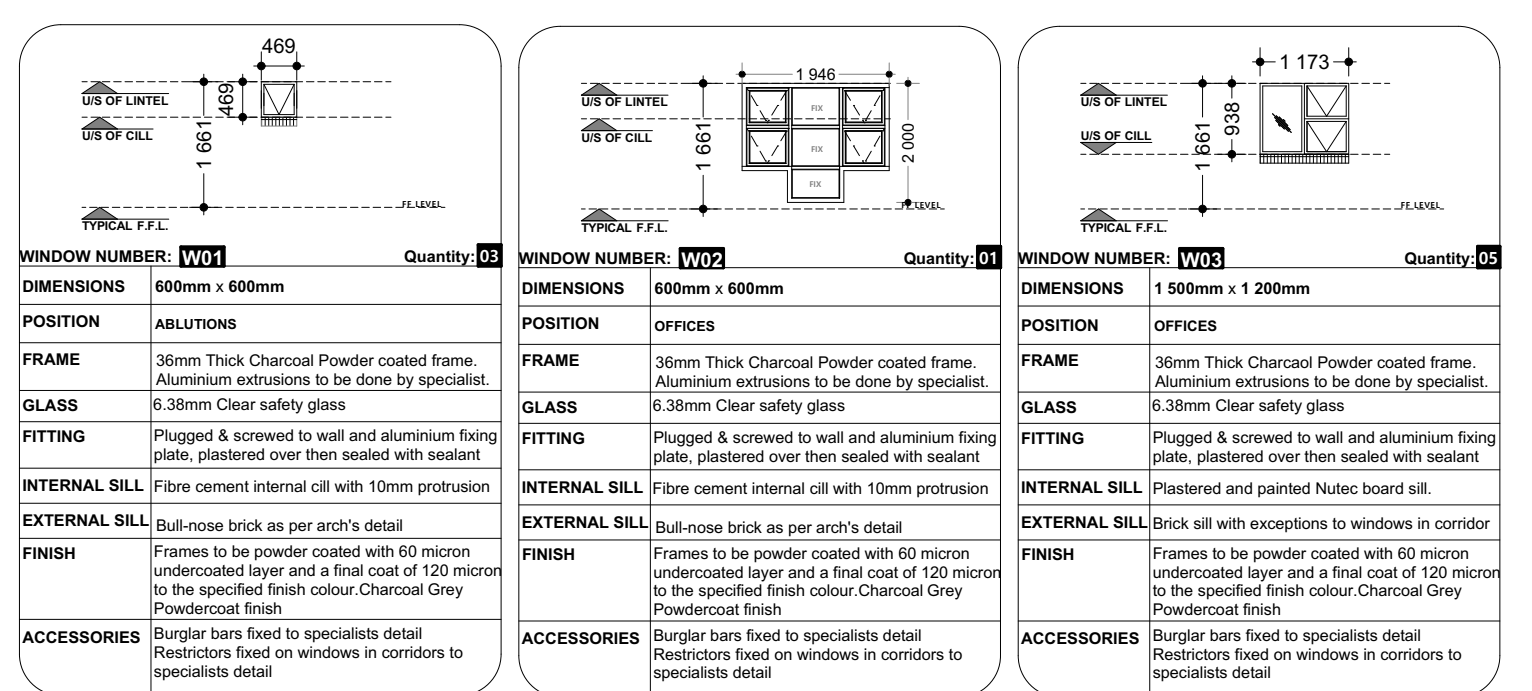 469
469
U/S OF LINTEL
U/S OF CILL
1 661
FF LEVEL
TYPICAL F.F.L.
WINDOW NUMBER: W01 Quantity: 03
DIMENSIONS 600mm x 600mm
POSITION ABLUTIONS
FRAME 36mm Thick Charcoal Powder coated frame.
Aluminium extrusions to be done by specialist.
GLASS 6.38mm Clear safety glass
FITTING Plugged & screwed to wall and aluminium fixing
plate, plastered over then sealed with sealant
INTERNAL SILL Fibre cement internal cill with 10mm protrusion
EXTERNAL SILL Bull-nose brick as per arch's detail
FINISH Frames to be powder coated with 60 micron
undercoated layer and a final coat of 120 micron
to the specified finish colour.Charcoal Grey
Powdercoat finish
ACCESSORIES Burglar bars fixed to specialists detail
Restrictors fixed on windows in corridors to
specialists detail
1 946
U/S OF LINTEL
FIX
U/S OF CILL
1 661
FIX
2 000
FIX
FF LEVEL
TYPICAL F.F.L.
WINDOW NUMBER: W02 Quantity: 01
DIMENSIONS 600mm x 600mm
POSITION OFFICES
FRAME 36mm Thick Charcoal Powder coated frame.
Aluminium extrusions to be done by specialist.
GLASS 6.38mm Clear safety glass
FITTING Plugged & screwed to wall and aluminium fixing
plate, plastered over then sealed with sealant
INTERNAL SILL Fibre cement internal cill with 10mm protrusion
EXTERNAL SILL Bull-nose brick as per arch's detail
FINISH Frames to be powder coated with 60 micron
undercoated layer and a final coat of 120 micron
to the specified finish colour.Charcoal Grey
Powdercoat finish
ACCESSORIES Burglar bars fixed to specialists detail
Restrictors fixed on windows in corridors to
specialists detail
1 173
U/S OF LINTEL
938
U/S OF CILL
1 661
FF LEVEL
TYPICAL F.F.L.
WINDOW NUMBER: W03 Quantity: 05
DIMENSIONS 1 500mm x 1 200mm
POSITION OFFICES
FRAME 36mm Thick Charcaol Powder coated frame.
Aluminium extrusions to be done by specialist.
GLASS 6.38mm Clear safety glass
FITTING Plugged & screwed to wall and aluminium fixing
plate, plastered over then sealed with sealant
INTERNAL SILL Plastered and painted Nutec board sill.
EXTERNAL SILL Brick sill with exceptions to windows in corridor
FINISH Frames to be powder coated with 60 micron
undercoated layer and a final coat of 120 micron
to the specified finish colour.Charcoal Grey
Powdercoat finish
ACCESSORIES Burglar bars fixed to specialists detail
Restrictors fixed on windows in corridors to
specialists detail